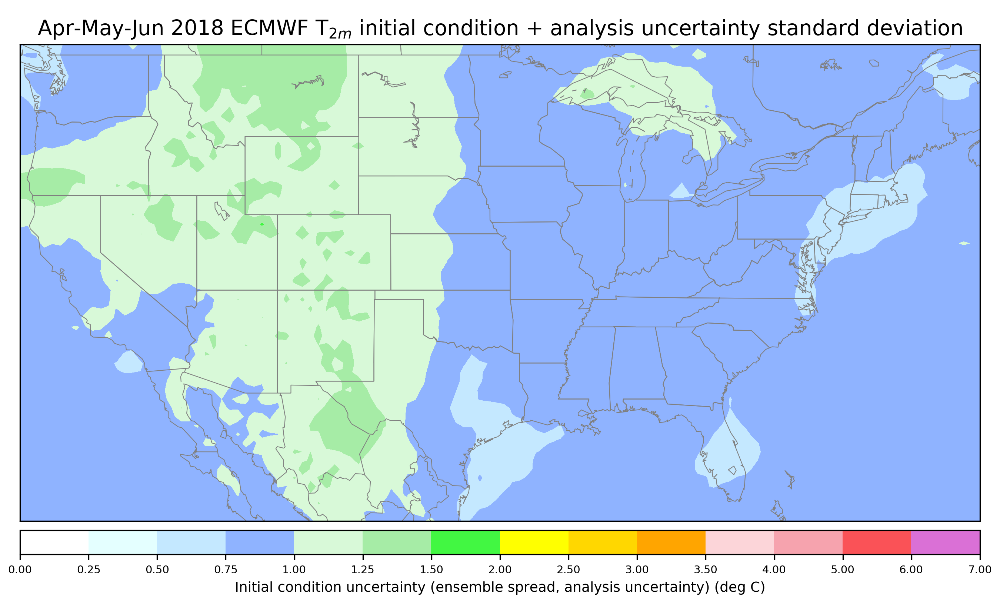 Apr-May-Jun 2018 ECMWF T2m initial condition + analysis uncertainty standard deviation
0.00 0.25 0.50 0.75 1.00 1.25 1.50 2.00 2.50 3.00 3.50 4.00 5.00 6.00 7.00
Initial condition uncertainty (ensemble spread, analysis uncertainty) (deg C)